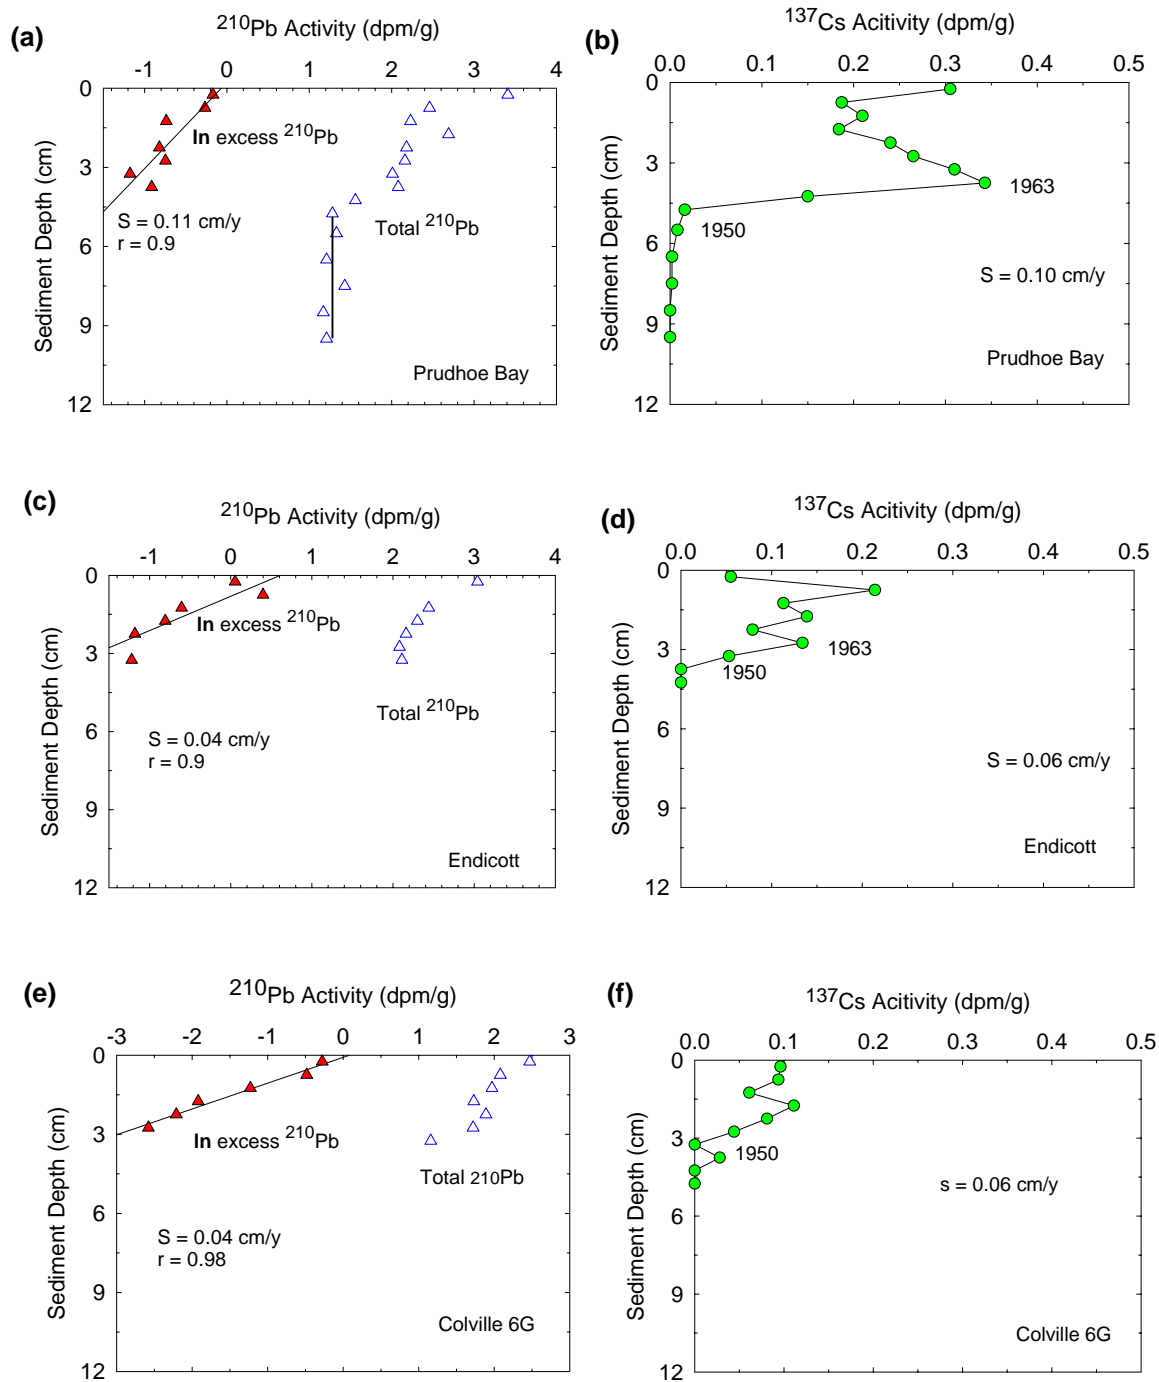 (a)
210Pb Activity (dpm/g)
-1 0 1 2 3 4
0
3
6
9
12
Sediment Depth (cm)
In excess 210Pb
S = 0.11 cm/y
r = 0.9
Total 210Pb
Prudhoe Bay
(b)
137Cs Acitivity (dpm/g)
0.0 0.1 0.2 0.3 0.4 0.5
0
3
6
9
12
Sediment Depth (cm)
1963
1950
S = 0.10 cm/y
Prudhoe Bay
(c)
210Pb Activity (dpm/g)
-1 0 1 2 3 4
0
3
6
9
12
Sediment Depth (cm)
In excess 210Pb
Total 210Pb
S = 0.04 cm/y
r = 0.9
Endicott
(d)
137Cs Acitivity (dpm/g)
0.0 0.1 0.2 0.3 0.4 0.5
0
3
6
9
12
Sediment Depth (cm)
1963
1950
S = 0.06 cm/y
Endicott
(e)
210Pb Activity (dpm/g)
-3 -2 -1 0 1 2 3
0
3
6
9
12
Sediment Depth (cm)
In excess 210Pb
Total 210Pb
S = 0.04 cm/y
r = 0.98
Colville 6G
(f)
137Cs Acitivity (dpm/g)
0.0 0.1 0.2 0.3 0.4 0.5
0
3
6
9
12
Sediment Depth (cm)
1950
s = 0.06 cm/y
Colville 6G